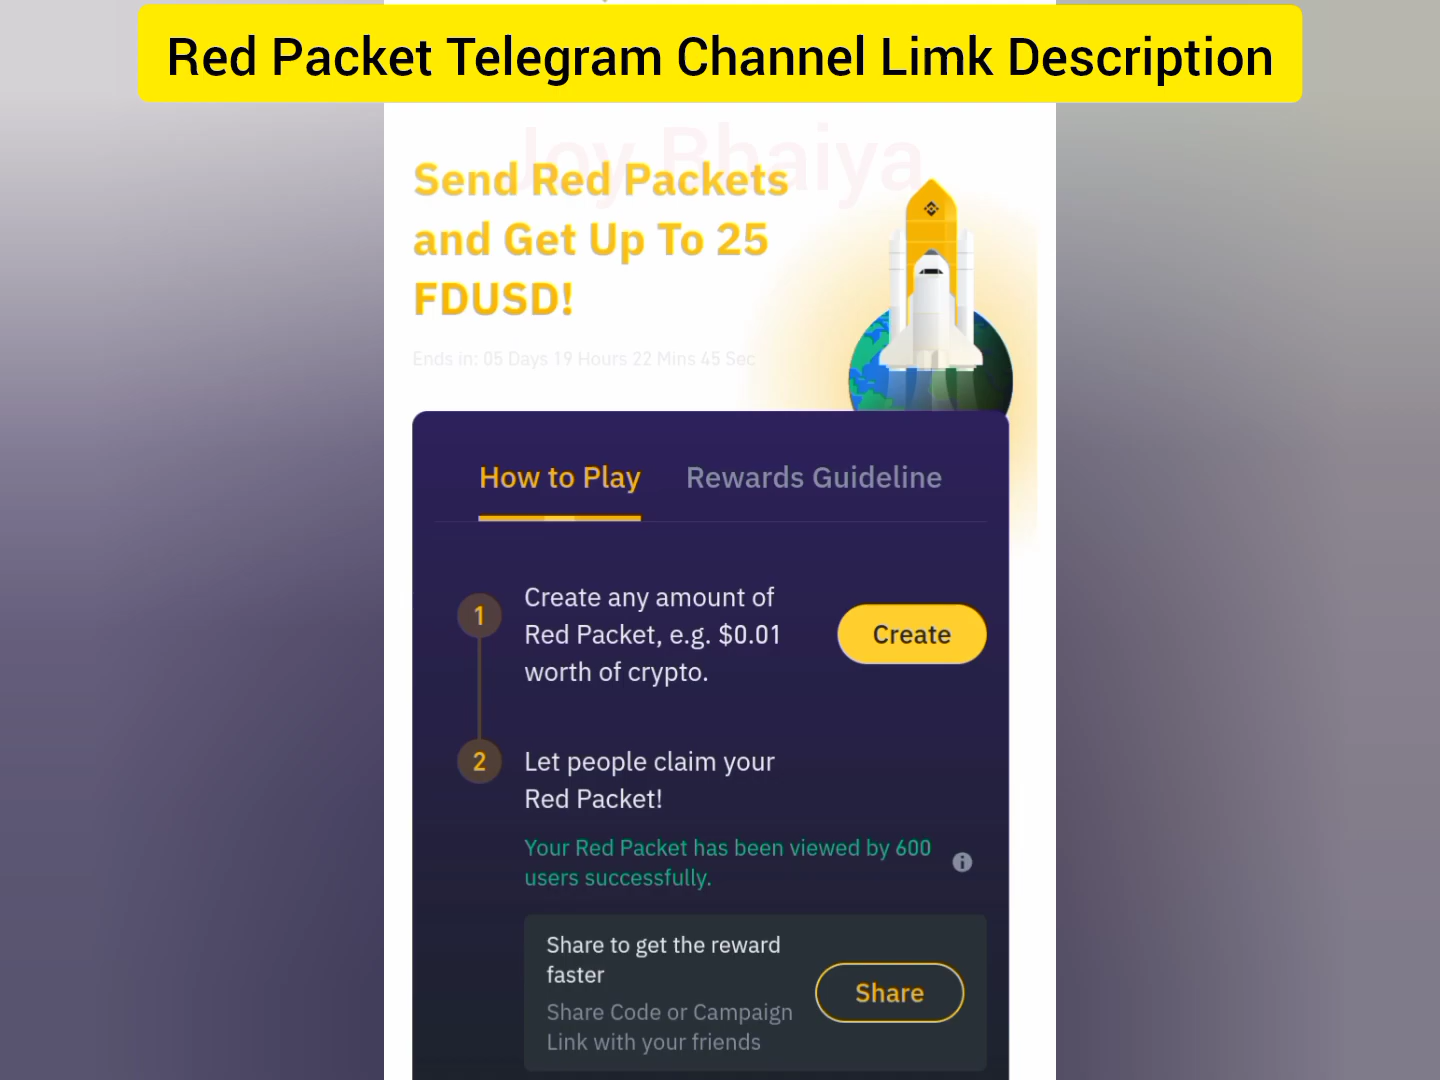 Red Packet Telegram Channel Limk Description
Joy Bhaiya
Send Red Packets
and Get Up To 25
FDUSD!
Ends in: 05 Days 19 Hours 22 Mins 45 Sec
How to Play Rewards Guideline
1 Create any amount of
Red Packet, e.g. $0.01
worth of crypto.
Create
2 Let people claim your
Red Packet!
Your Red Packet has been viewed by 600
users successfully.
Share to get the reward
faster
Share Code or Campaign
Link with your friends
Share